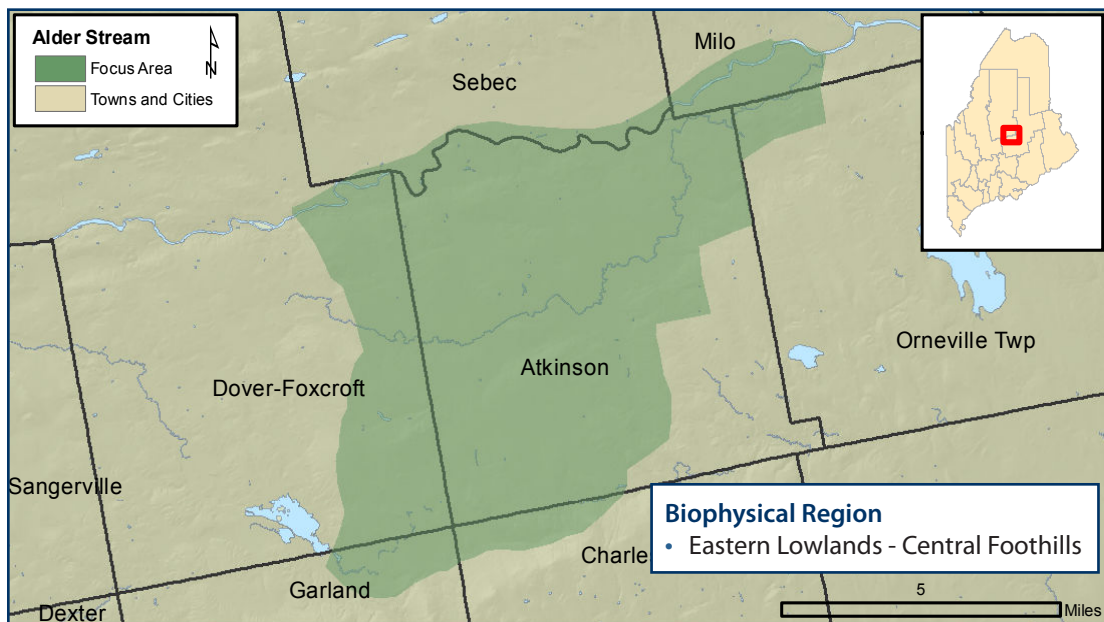 Alder Stream
N
Focus Area
Towns and Cities
Milo
Sebec
Orneville Twp
Atkinson
Dover-Foxcroft
Sangerville
Biophysical Region
• Eastern Lowlands - Central Foothills
Charle
Garland
Dexter
5
Miles